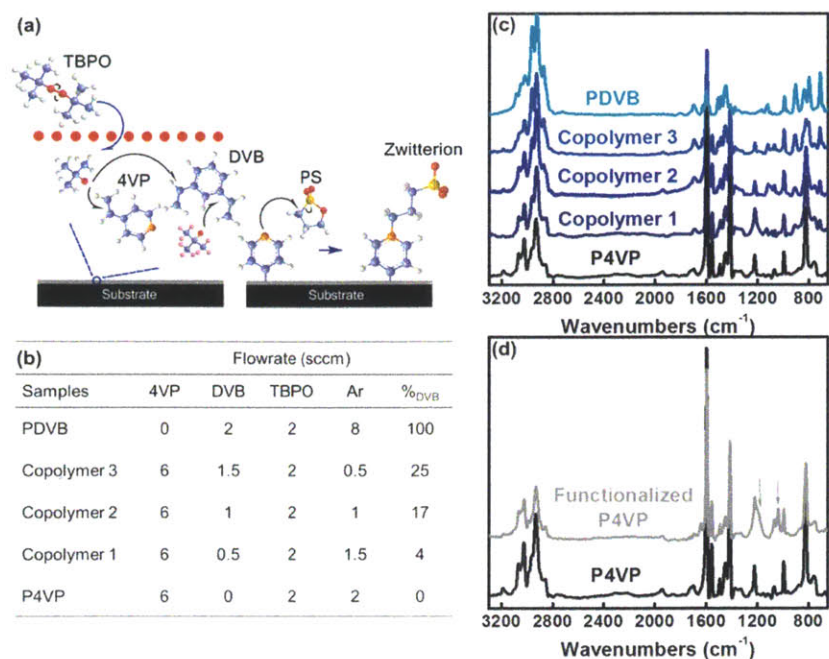 (a)
TBPO
DVB
4VP
PS
Zwitterion
Substrate
Substrate
(b)
Flowrate (sccm)
Samples 4VP DVB TBPO Ar %DVB
PDVB 0 2 2 8 100
Copolymer 3 6 1.5 2 0.5 25
Copolymer 2 6 1 2 1 17
Copolymer 1 6 0.5 2 1.5 4
P4VP 6 0 2 2 0
(c)
PDVB
Copolymer 3
Copolymer 2
Copolymer 1
P4VP
3200 2800 2400 2000 1600 1200 800
Wavenumbers (cm⁻¹)
(d)
Functionalized
P4VP
P4VP
3200 2800 2400 2000 1600 1200 800
Wavenumbers (cm⁻¹)